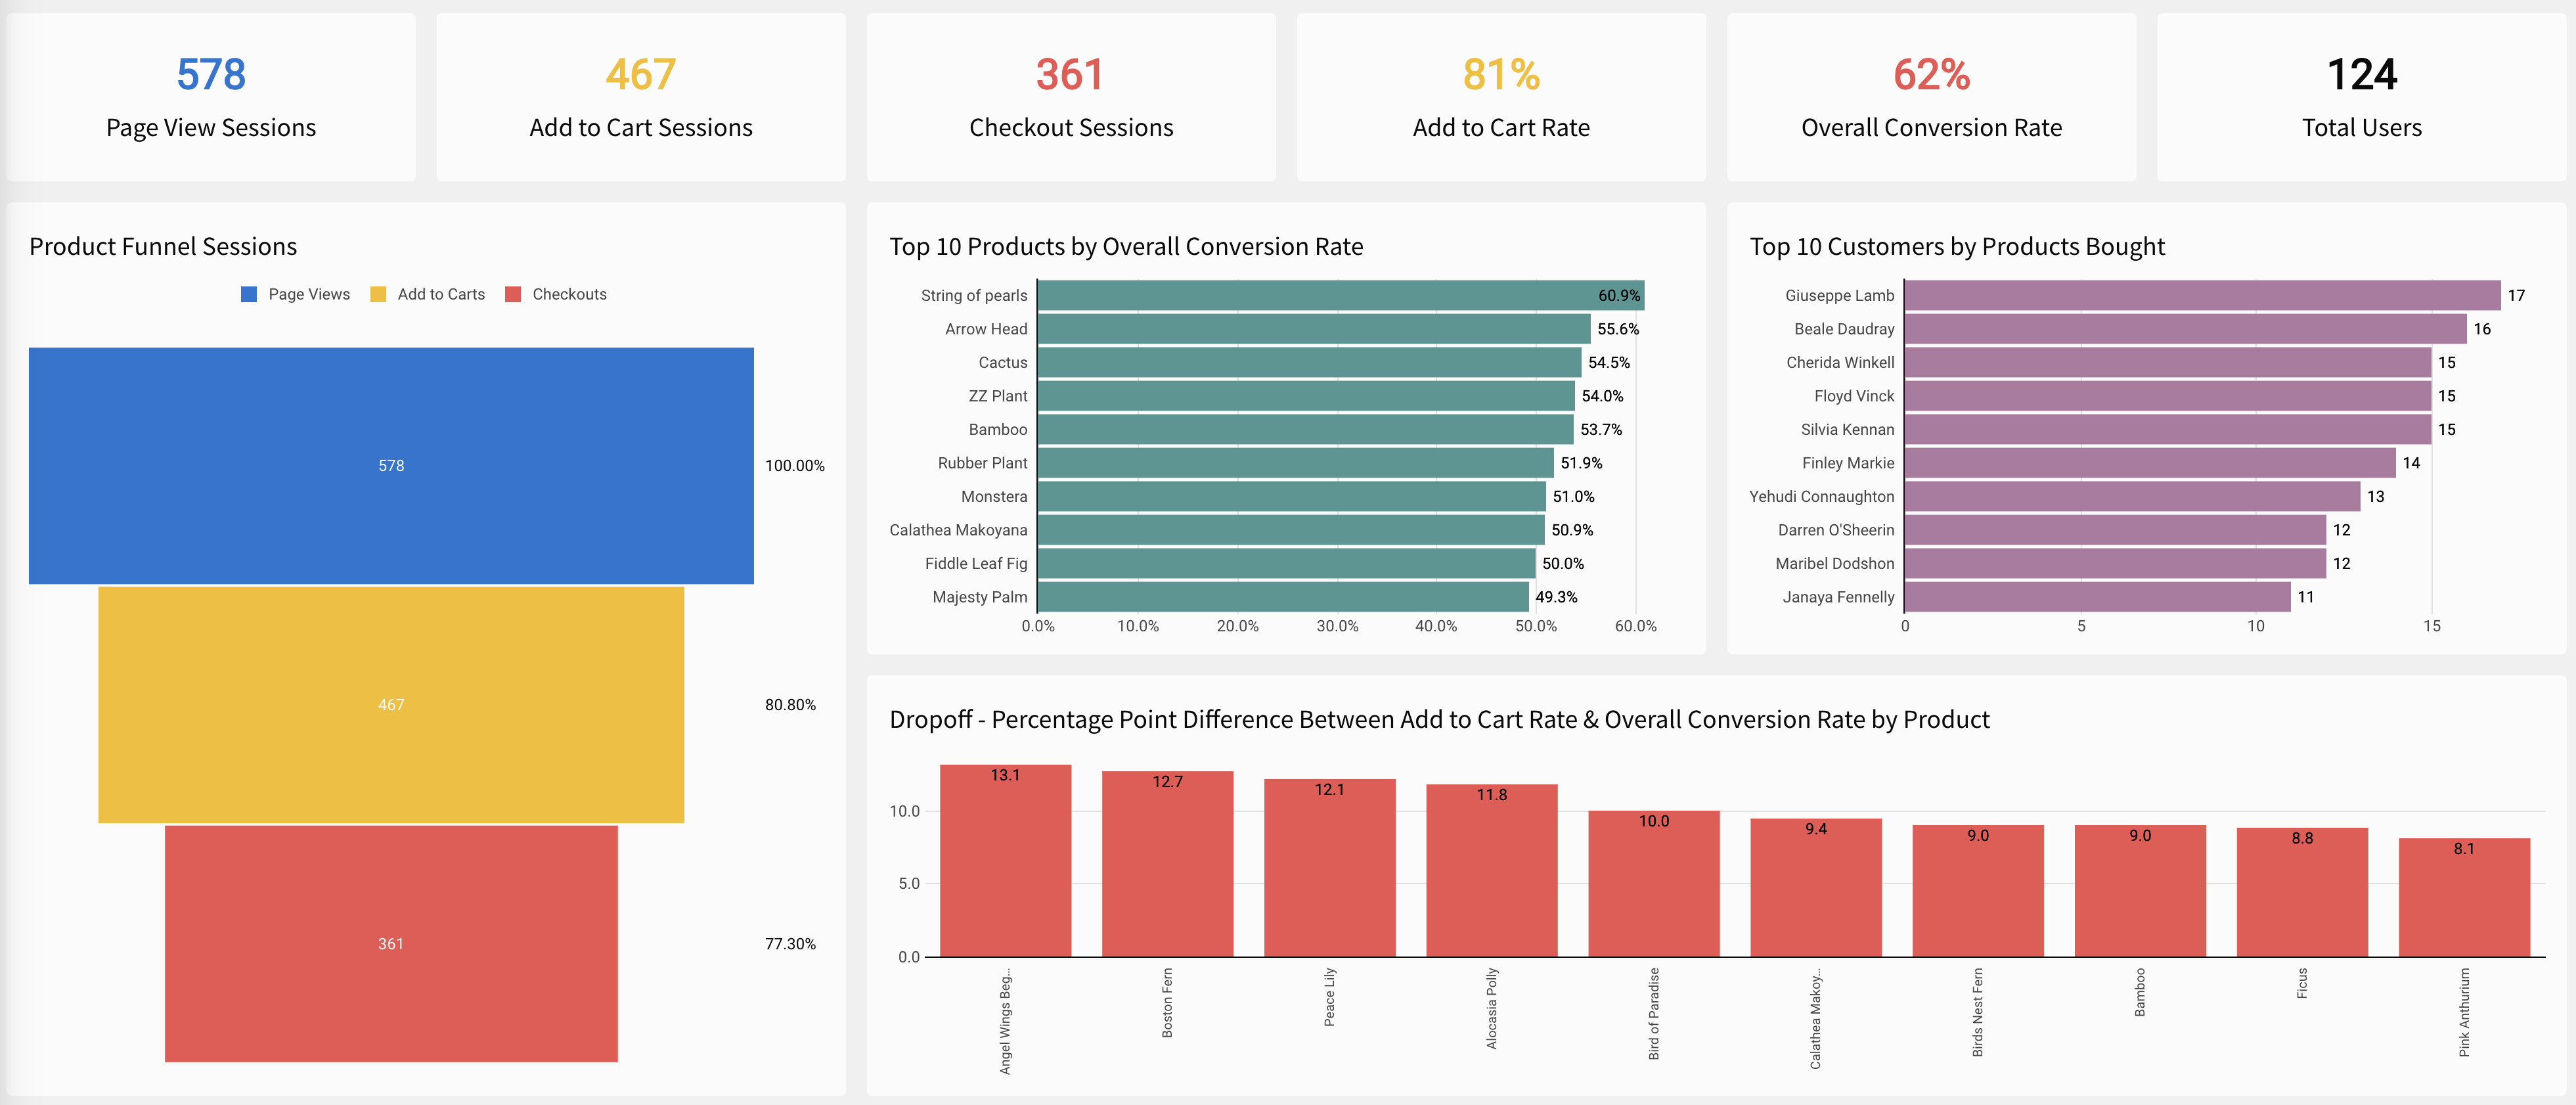 578
Page View Sessions
467
Add to Cart Sessions
361
Checkout Sessions
81%
Add to Cart Rate
62%
Overall Conversion Rate
124
Total Users
Product Funnel Sessions
Page Views
Add to Carts
Checkouts
578
100.00%
467
80.80%
361
77.30%
Top 10 Products by Overall Conversion Rate
String of pearls
60.9%
Arrow Head
55.6%
Cactus
54.5%
ZZ Plant
54.0%
Bamboo
53.7%
Rubber Plant
51.9%
Monstera
51.0%
Calathea Makoyana
50.9%
Fiddle Leaf Fig
50.0%
Majesty Palm
49.3%
0.0%
10.0%
20.0%
30.0%
40.0%
50.0%
60.0%
Top 10 Customers by Products Bought
Giuseppe Lamb
17
Beale Daudray
16
Cherida Winkell
15
Floyd Vinck
15
Silvia Kennan
15
Finley Markie
14
Yehudi Connaughton
13
Darren O'Sheerin
12
Maribel Dodshon
12
Janaya Fennelly
11
0
5
10
15
Dropoff - Percentage Point Difference Between Add to Cart Rate & Overall Conversion Rate by Product
10.0
5.0
0.0
13.1
12.7
12.1
11.8
10.0
9.4
9.0
9.0
8.8
8.1
Angel Wings Beg...
Boston Fern
Peace Lily
Alocasia Polly
Bird of Paradise
Calathea Makoy...
Birds Nest Fern
Bamboo
Ficus
Pink Anthurium